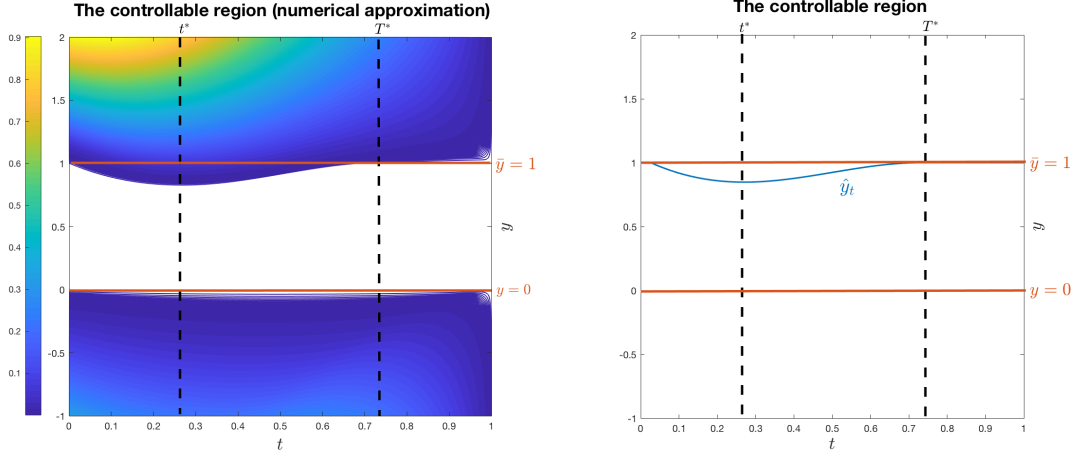 The controllable region (numerical approximation)
t*
T*
0.9
0.8
0.7
0.6
0.5
0.4
0.3
0.2
0.1
2
1.5
1
0.5
0
-0.5
-1
ȳ = 1
y
y = 0
0 0.1 0.2 0.3 0.4 0.5 0.6 0.7 0.8 0.9 1
t
The controllable region
t*
T*
2
1.5
1
0.5
0
-0.5
-1
ȳ = 1
ŷₜ
y
y = 0
0 0.1 0.2 0.3 0.4 0.5 0.6 0.7 0.8 0.9 1
t